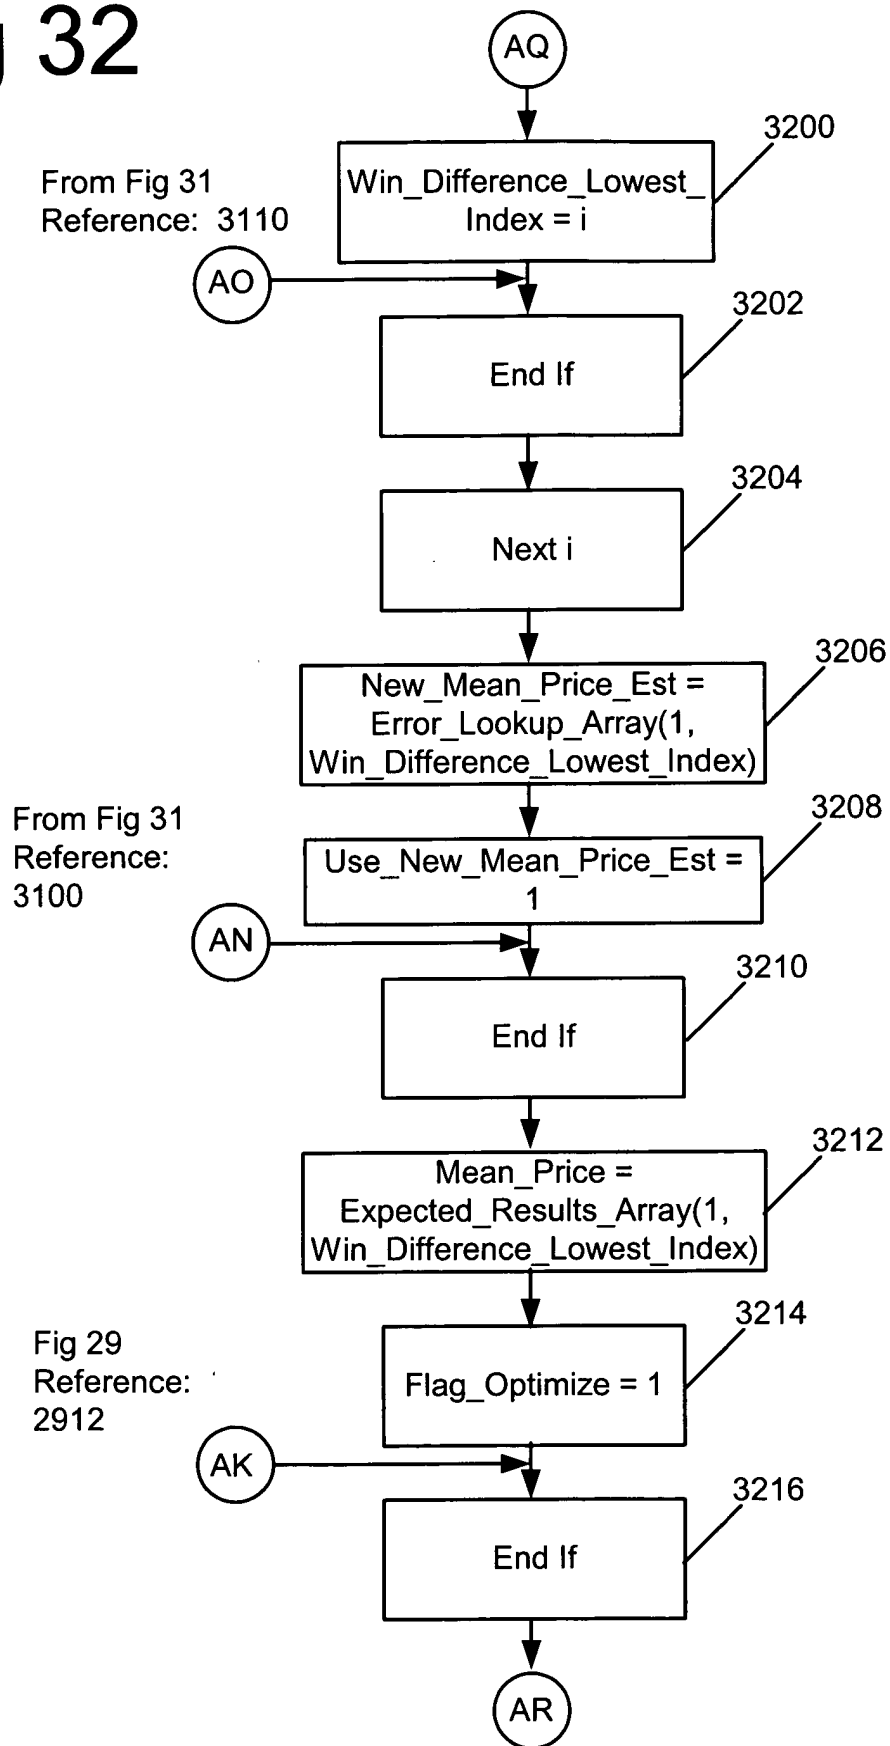 g 32
AQ
3200
Win_Difference_Lowest_
Index = i
From Fig 31
Reference: 3110
AO
3202
End If
3204
Next i
3206
New_Mean_Price_Est =
Error_Lookup_Array(1,
Win_Difference_Lowest_Index)
From Fig 31
Reference:
3100
3208
Use_New_Mean_Price_Est =
1
AN
3210
End If
3212
Mean_Price =
Expected_Results_Array(1,
Win_Difference_Lowest_Index)
3214
Fig 29
Reference:
2912
Flag_Optimize = 1
AK
3216
End If
AR